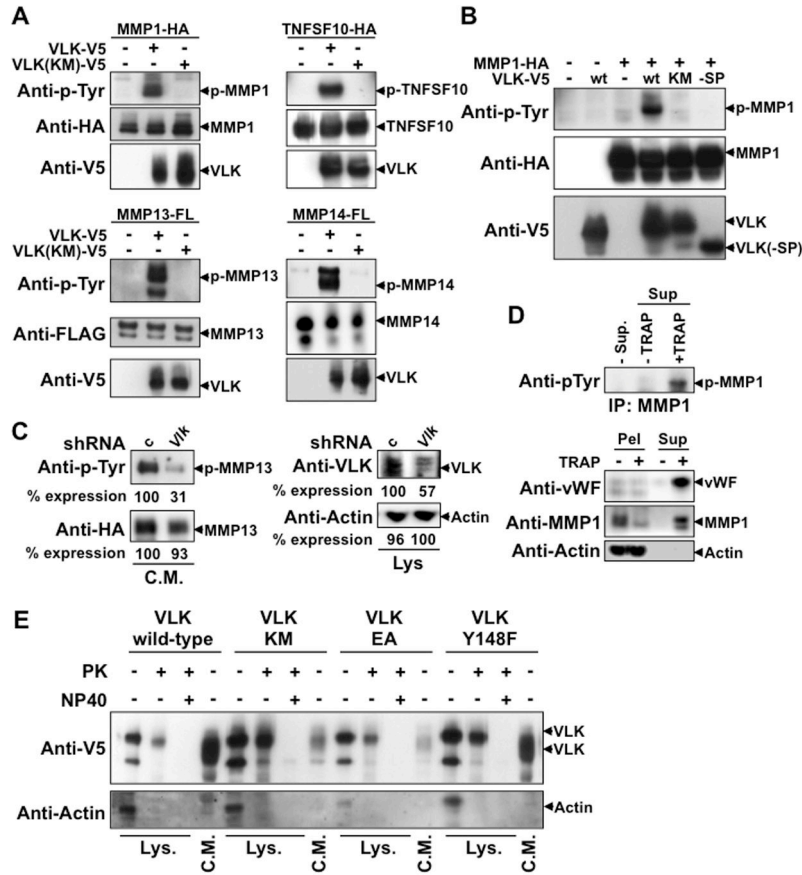 A
MMP1-HA
VLK-V5 - + -
VLK(KM)-V5 - - +
Anti-p-Tyr
p-MMP1
Anti-HA
MMP1
Anti-V5
VLK
TNFSF10-HA
- + -
- - +
p-TNFSF10
TNFSF10
VLK
MMP13-FL
VLK-V5 - + -
VLK(KM)-V5 - - +
Anti-p-Tyr
p-MMP13
Anti-FLAG
MMP13
Anti-V5
VLK
MMP14-FL
- + -
- - +
p-MMP14
MMP14
VLK
B
MMP1-HA - - + + + +
VLK-V5 - wt - wt KM -SP
Anti-p-Tyr
p-MMP1
Anti-HA
MMP1
Anti-V5
VLK
VLK(-SP)
C
shRNA c Vlk
Anti-p-Tyr
p-MMP13
% expression 100 31
Anti-HA
MMP13
% expression 100 93
C.M.
shRNA c Vlk
Anti-VLK
VLK
% expression 100 57
Anti-Actin
Actin
% expression 96 100
Lys
D
Sup
- Sup. -TRAP +TRAP
Anti-pTyr
p-MMP1
IP: MMP1
Pel Sup
TRAP - + - +
Anti-vWF
vWF
Anti-MMP1
MMP1
Anti-Actin
Actin
E
VLK wild-type
VLK KM
VLK EA
VLK Y148F
PK - + + - - + + - - + + - - + + -
NP40 - - + - - + - - + - - +
C.M. C.M. C.M. C.M.
Anti-V5
VLK
VLK
Anti-Actin
Actin
Lys. C.M. Lys. C.M. Lys. C.M. Lys. C.M.